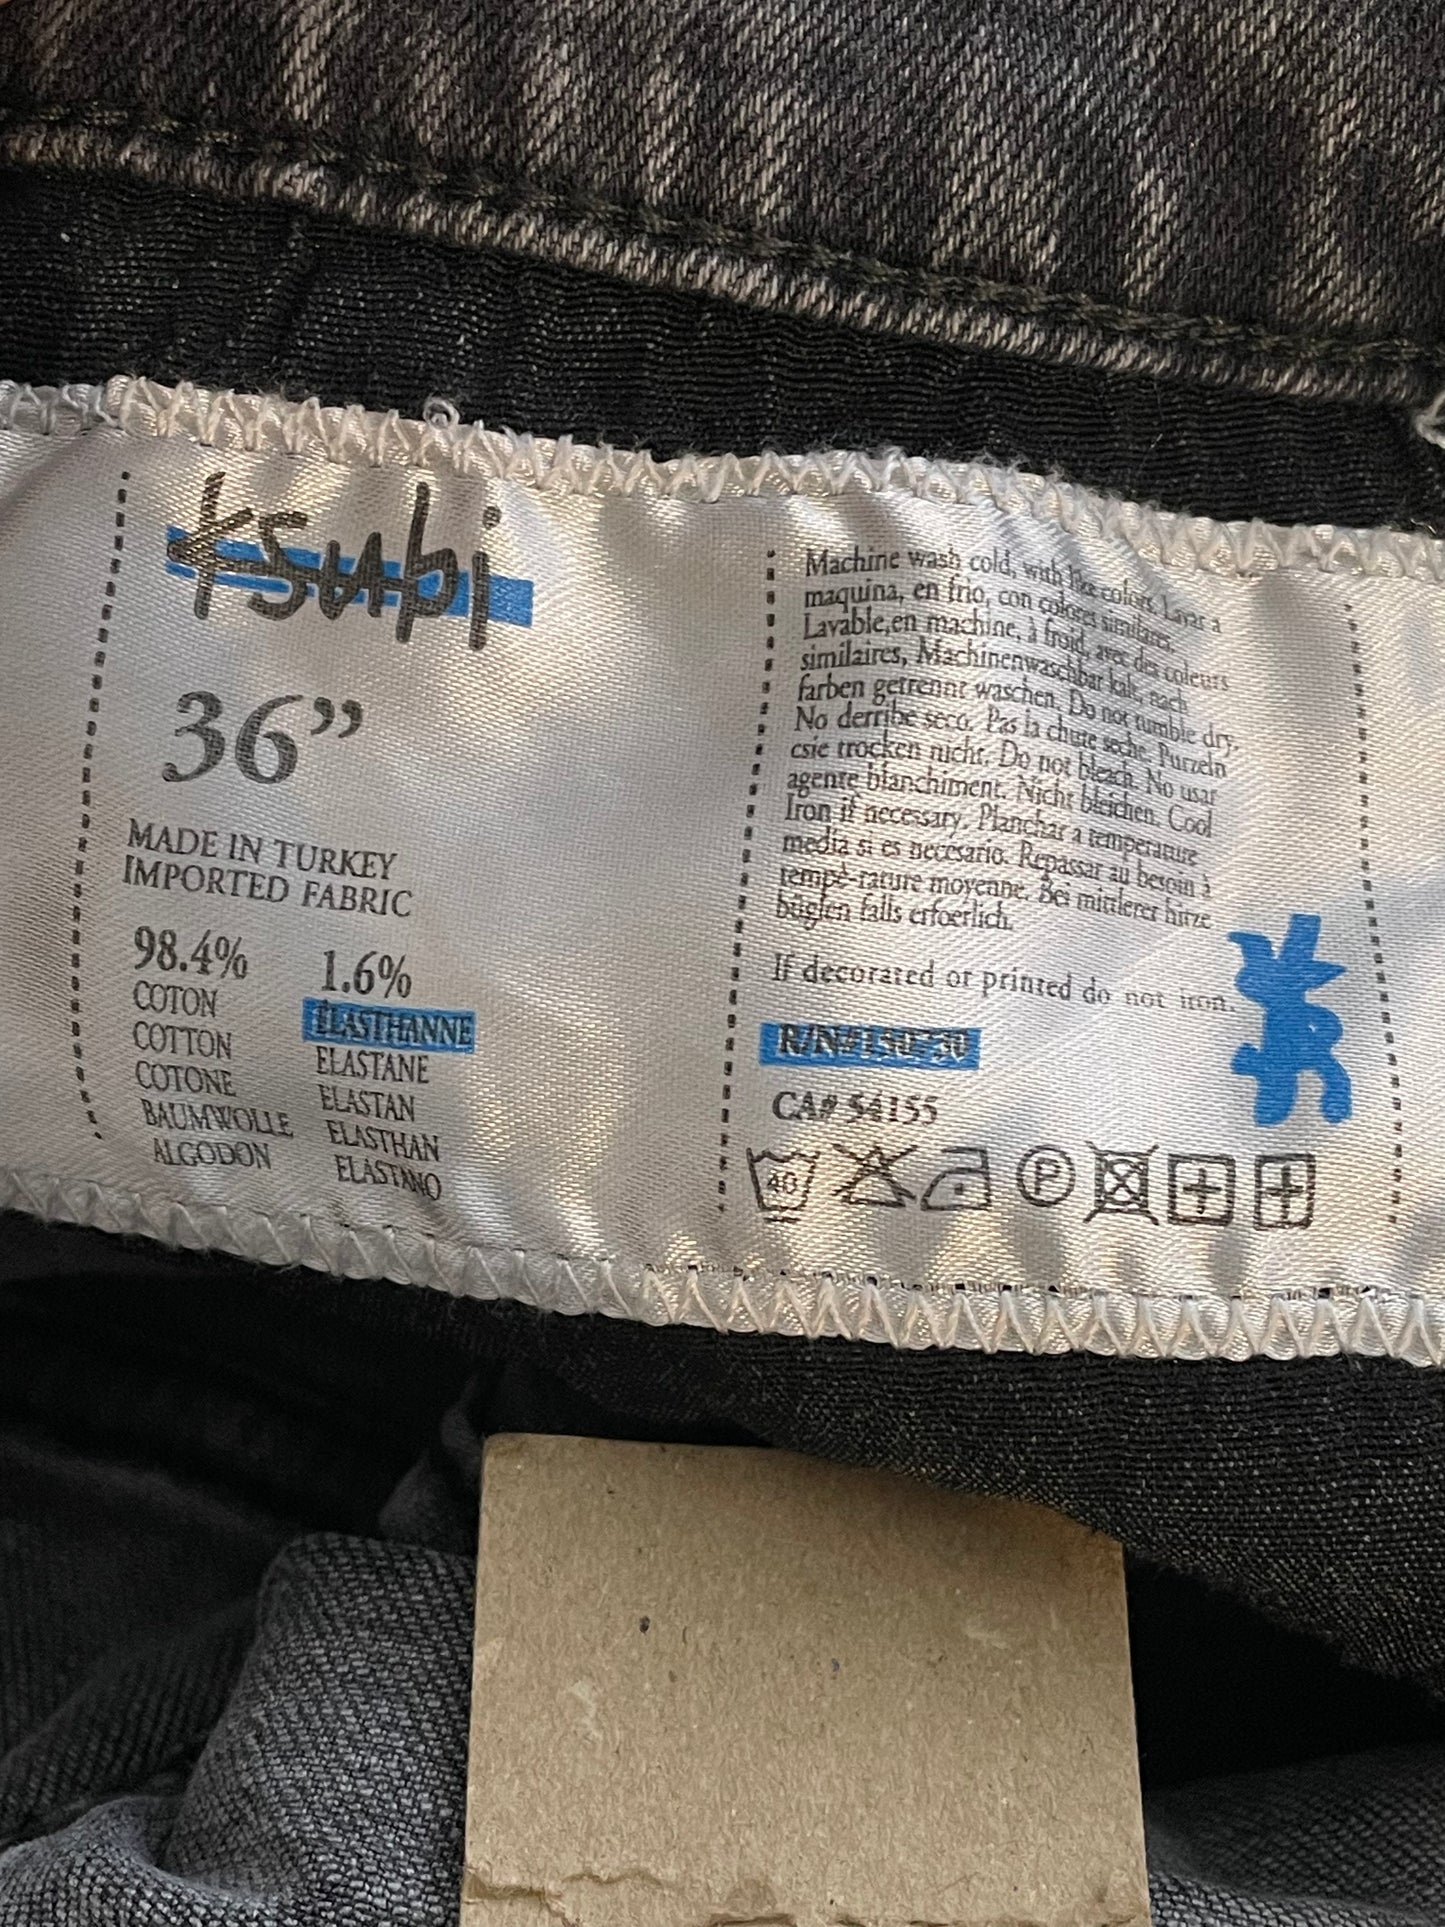 Ksubi
36”
MADE IN TURKEY
IMPORTED FABRIC
98.4%
COTON
COTTON
COTONE
BAUMWOLLE
ALGODON
1.6%
ÉLASTHANNE
ELASTANE
ELASTAN
ELASTHAN
ELASTANO
Machine wash cold, with like colors. Lavar a
maquina, en frio, con colores similares.
Lavable,en machine, à froid, avec des couleurs
similaires, Machinenwaschbar kalt, nach
farben getrennt waschen. Do not tumble dry.
No derribe seco. Pas la chute seche. Purzeln
csie trocken nicht. Do not bleach. No usar
agente blanchiment. Nicht bleichen. Cool
Iron if necessary. Planchar a temperature
media si es necesario. Repassar au besoin à
tempè-rature moyenne. Bei mittlerer hitze
büglen falls erfoerlich.
If decorated or printed do not iron.
R/N#150730
CA# 54155
40 P